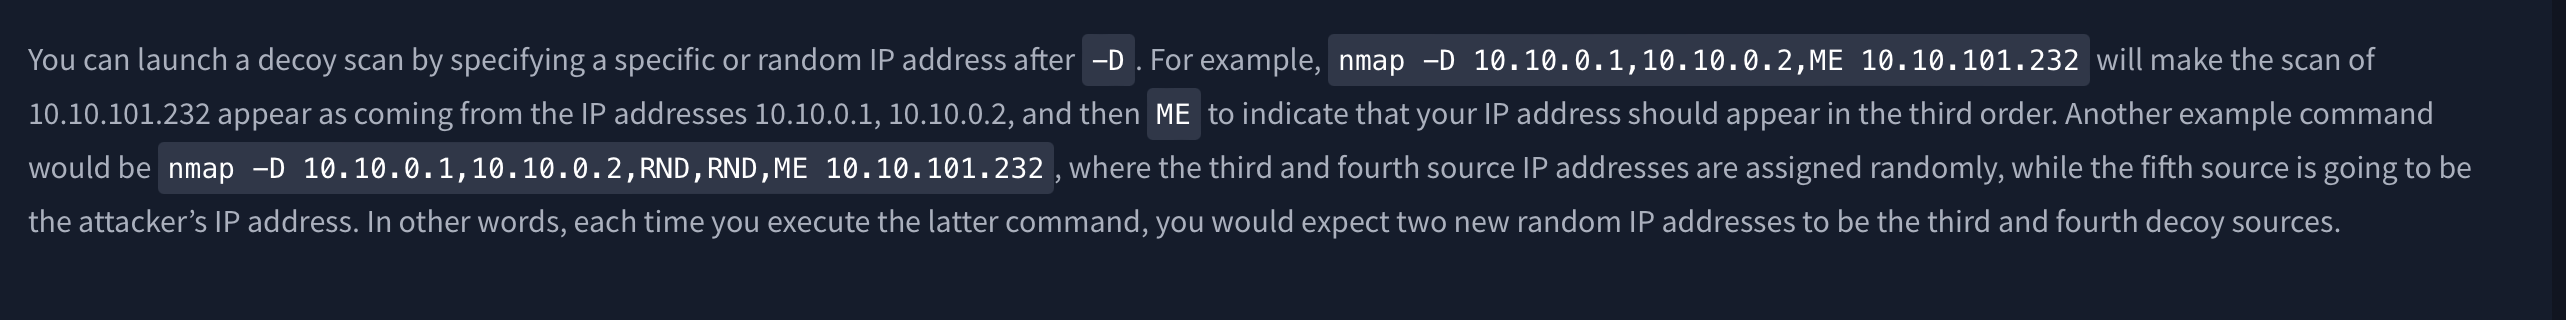 You can launch a decoy scan by specifying a specific or random IP address after -D. For example, nmap -D 10.10.0.1,10.10.0.2,ME 10.10.101.232 will make the scan of
10.10.101.232 appear as coming from the IP addresses 10.10.0.1, 10.10.0.2, and then ME to indicate that your IP address should appear in the third order. Another example command
would be nmap -D 10.10.0.1,10.10.0.2,RND,RND,ME 10.10.101.232, where the third and fourth source IP addresses are assigned randomly, while the fifth source is going to be
the attacker’s IP address. In other words, each time you execute the latter command, you would expect two new random IP addresses to be the third and fourth decoy sources.